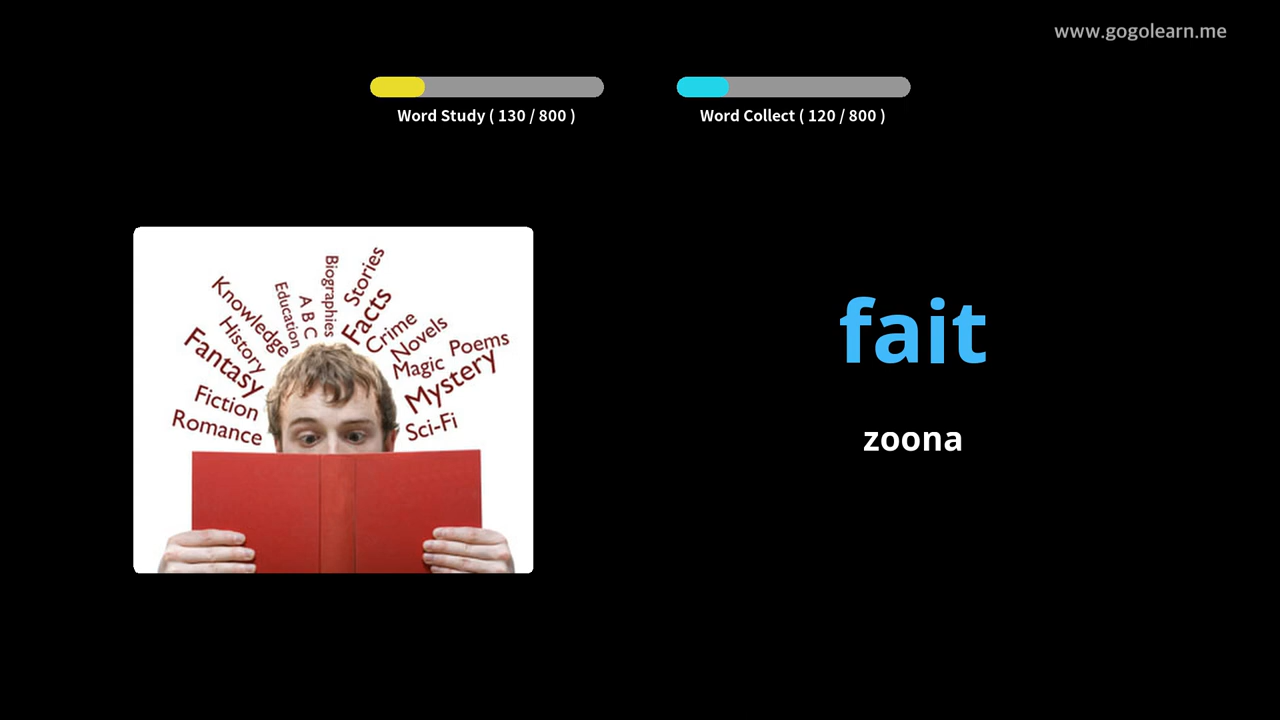 www.gogolearn.me
Word Study ( 130 / 800 )
Word Collect ( 120 / 800 )
Biographies
Stories
Education
A B C
Facts
Knowledge
Crime
History
Novels
Fantasy
Magic
Poems
Mystery
Fiction
Romance
Sci-Fi
fait
zoona